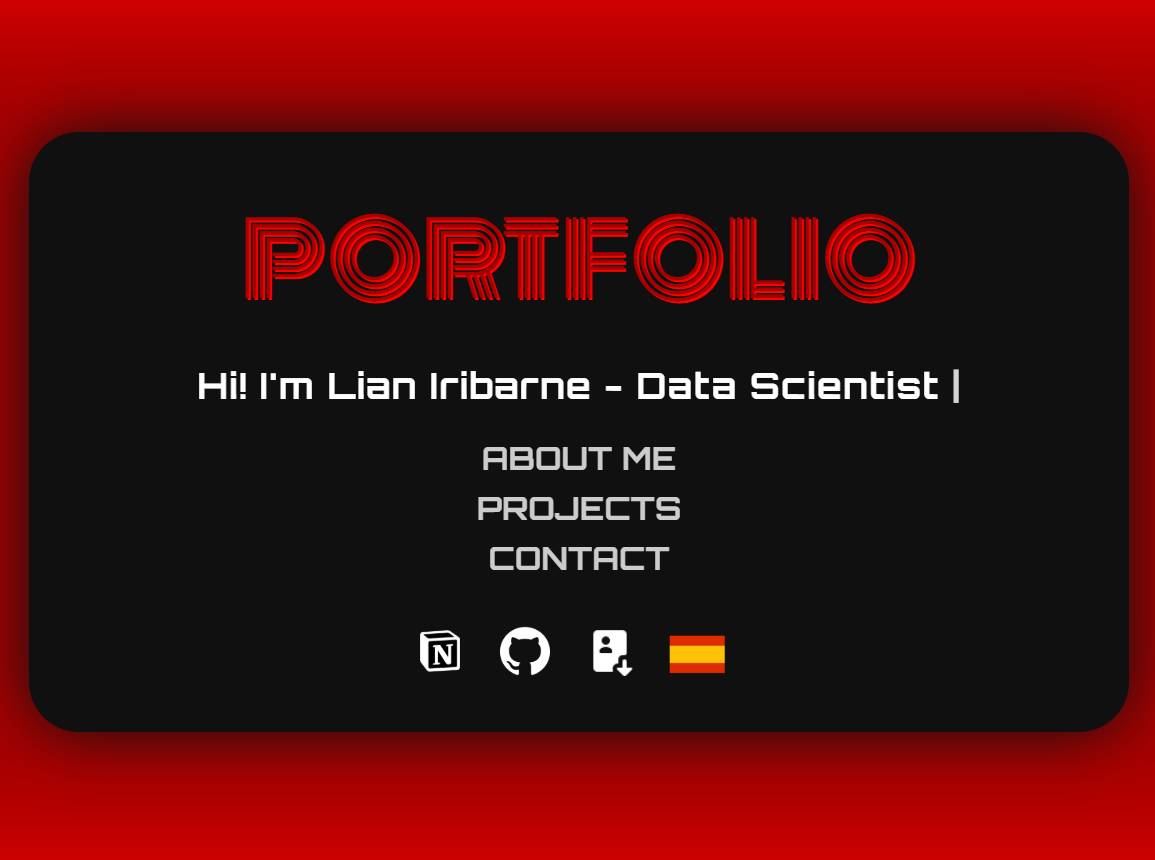 PORTFOLIO
Hi! I'm Lian Iribarne - Data Scientist |
ABOUT ME
PROJECTS
CONTACT
N